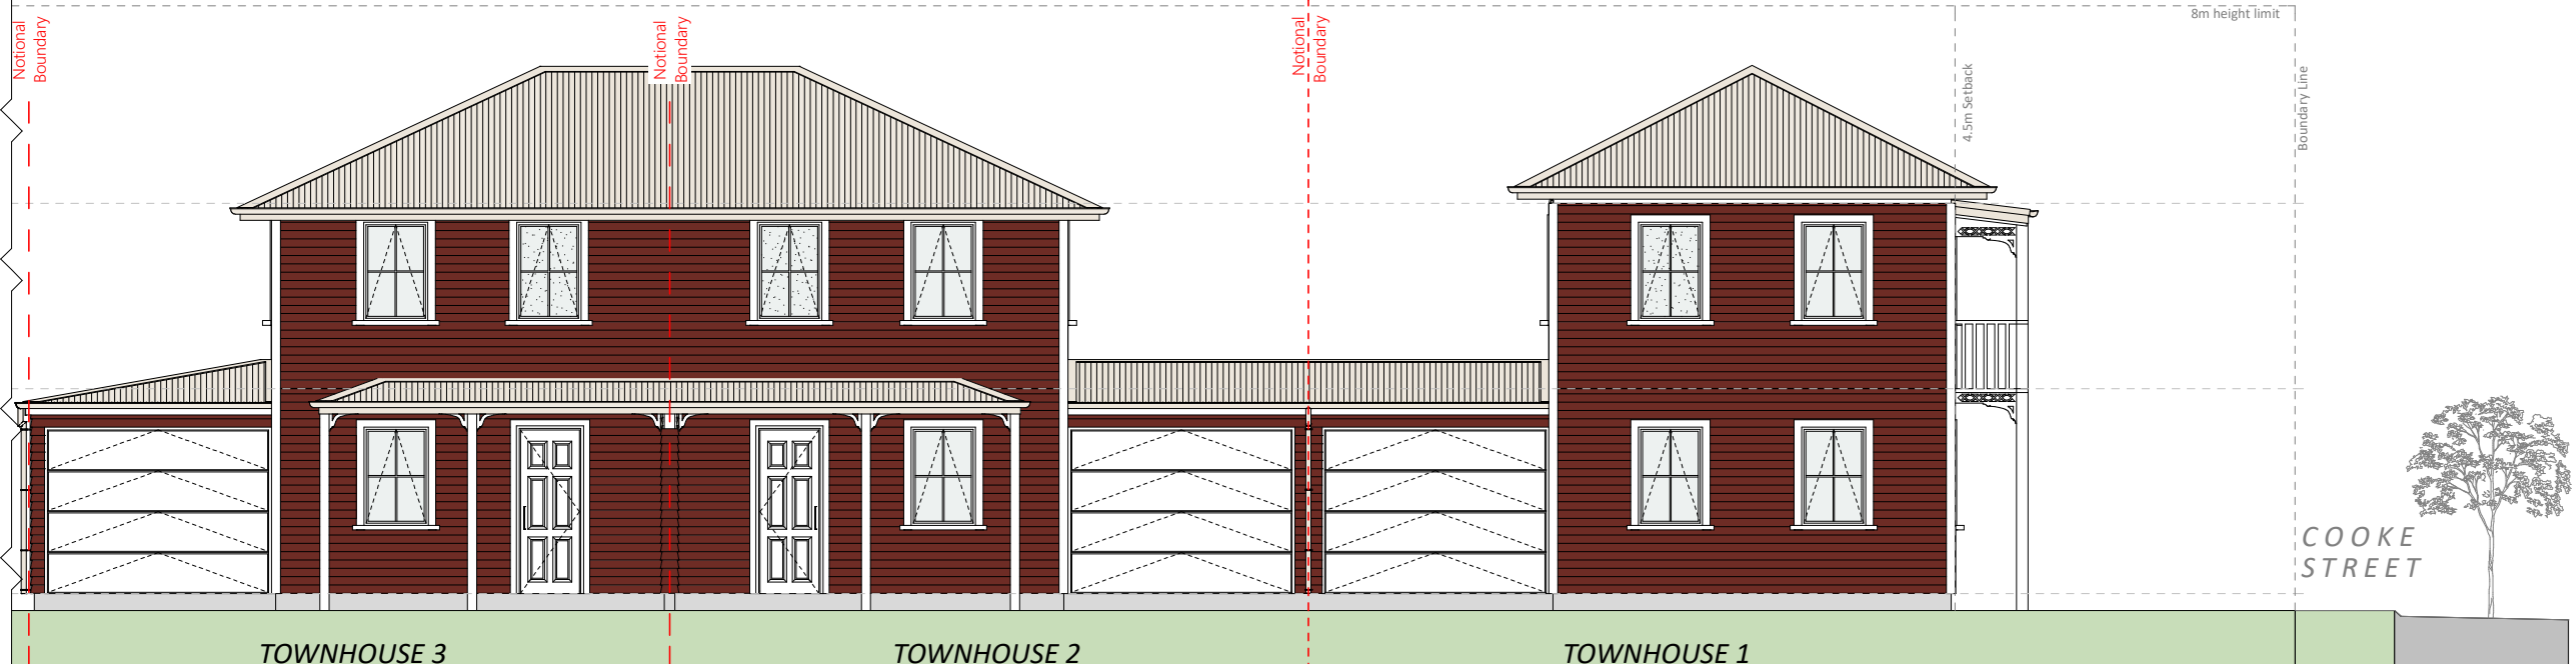 8m height limit
Notional
Boundary
Notional
Boundary
Notional
Boundary
4.5m Setback
Boundary Line
COOKE
STREET
TOWNHOUSE 3
TOWNHOUSE 2
TOWNHOUSE 1